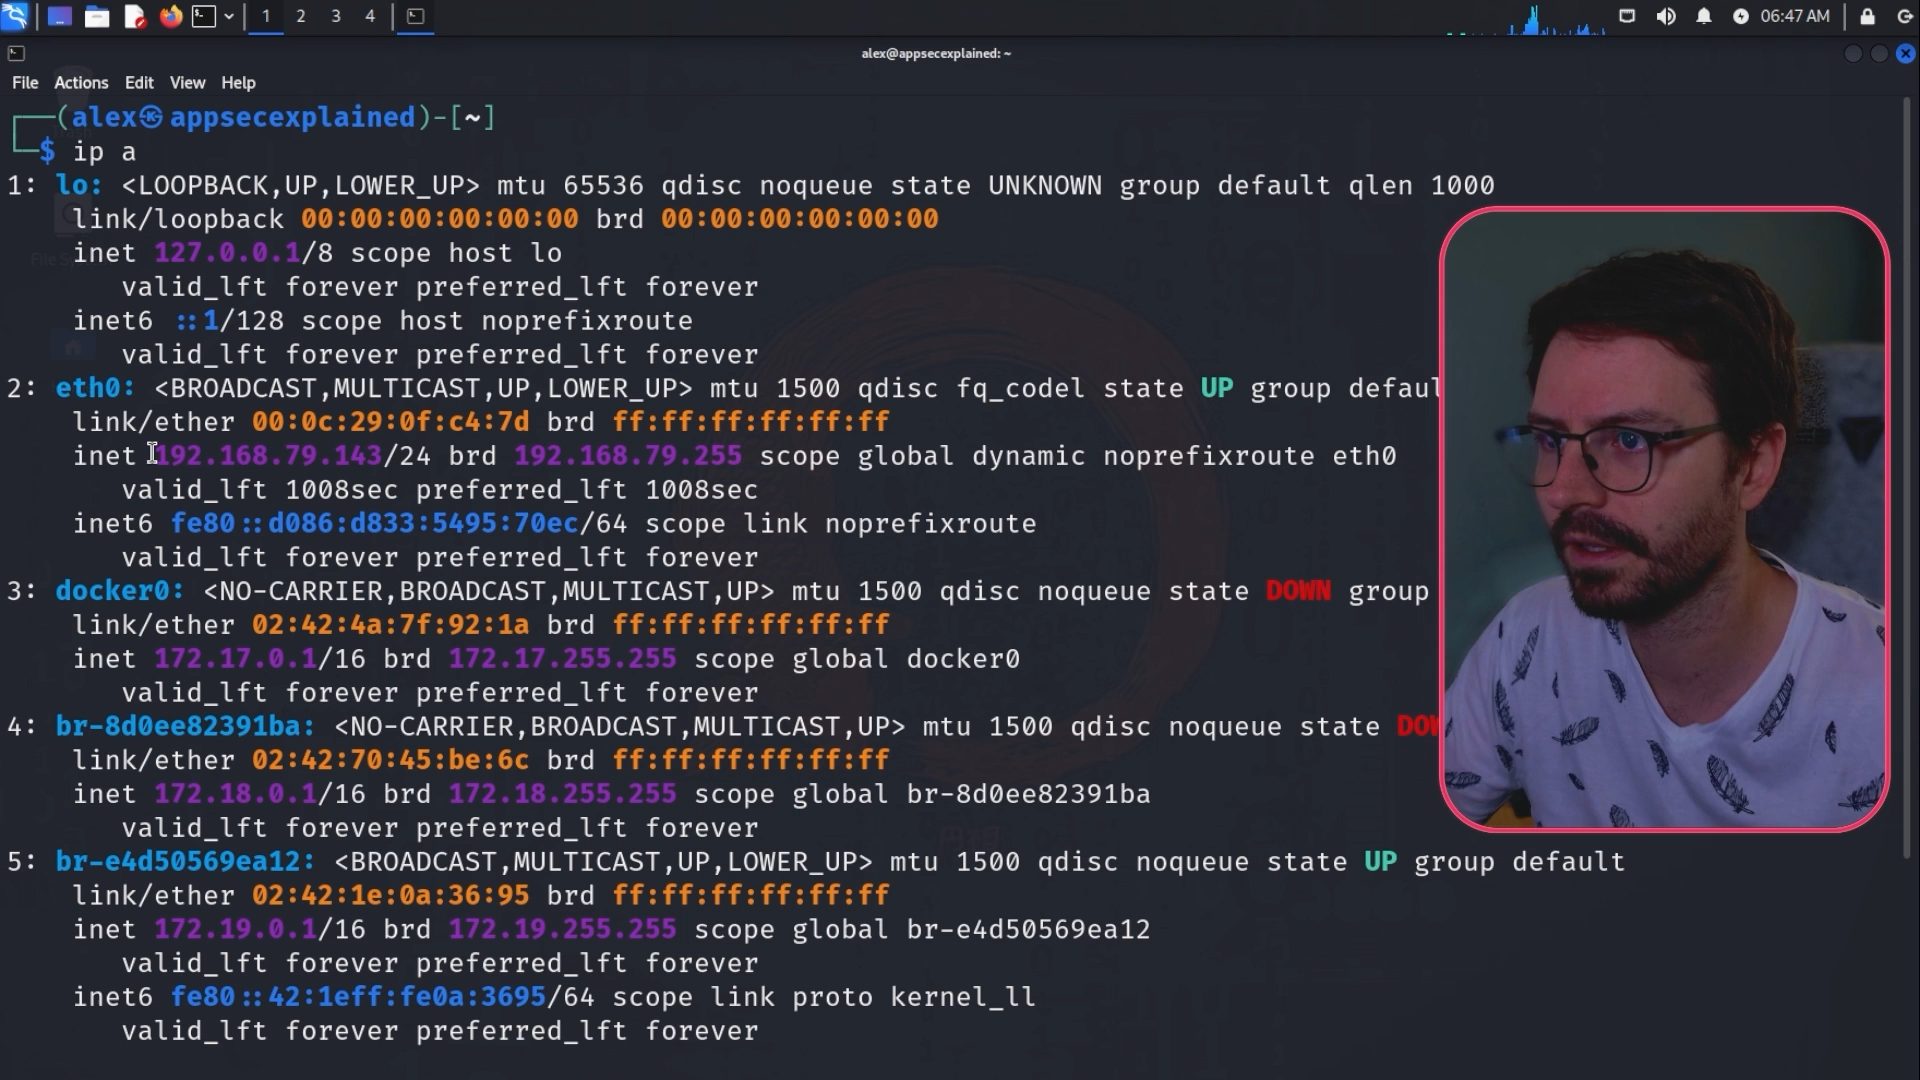 1 2 3 4
06:47 AM
alex@appsecexplained: ~
File Actions Edit View Help
┌──(alex㉿appsecexplained)-[~]
└─$ ip a
1: lo: <LOOPBACK,UP,LOWER_UP> mtu 65536 qdisc noqueue state UNKNOWN group default qlen 1000
link/loopback 00:00:00:00:00:00 brd 00:00:00:00:00:00
inet 127.0.0.1/8 scope host lo
valid_lft forever preferred_lft forever
inet6 ::1/128 scope host noprefixroute
valid_lft forever preferred_lft forever
2: eth0: <BROADCAST,MULTICAST,UP,LOWER_UP> mtu 1500 qdisc fq_codel state UP group defaul
link/ether 00:0c:29:0f:c4:7d brd ff:ff:ff:ff:ff:ff
inet 192.168.79.143/24 brd 192.168.79.255 scope global dynamic noprefixroute eth0
valid_lft 1008sec preferred_lft 1008sec
inet6 fe80::d086:d833:5495:70ec/64 scope link noprefixroute
valid_lft forever preferred_lft forever
3: docker0: <NO-CARRIER,BROADCAST,MULTICAST,UP> mtu 1500 qdisc noqueue state DOWN group
link/ether 02:42:4a:7f:92:1a brd ff:ff:ff:ff:ff:ff
inet 172.17.0.1/16 brd 172.17.255.255 scope global docker0
valid_lft forever preferred_lft forever
4: br-8d0ee82391ba: <NO-CARRIER,BROADCAST,MULTICAST,UP> mtu 1500 qdisc noqueue state DOW
link/ether 02:42:70:45:be:6c brd ff:ff:ff:ff:ff:ff
inet 172.18.0.1/16 brd 172.18.255.255 scope global br-8d0ee82391ba
valid_lft forever preferred_lft forever
5: br-e4d50569ea12: <BROADCAST,MULTICAST,UP,LOWER_UP> mtu 1500 qdisc noqueue state UP group default
link/ether 02:42:1e:0a:36:95 brd ff:ff:ff:ff:ff:ff
inet 172.19.0.1/16 brd 172.19.255.255 scope global br-e4d50569ea12
valid_lft forever preferred_lft forever
inet6 fe80::42:1eff:fe0a:3695/64 scope link proto kernel_ll
valid_lft forever preferred_lft forever